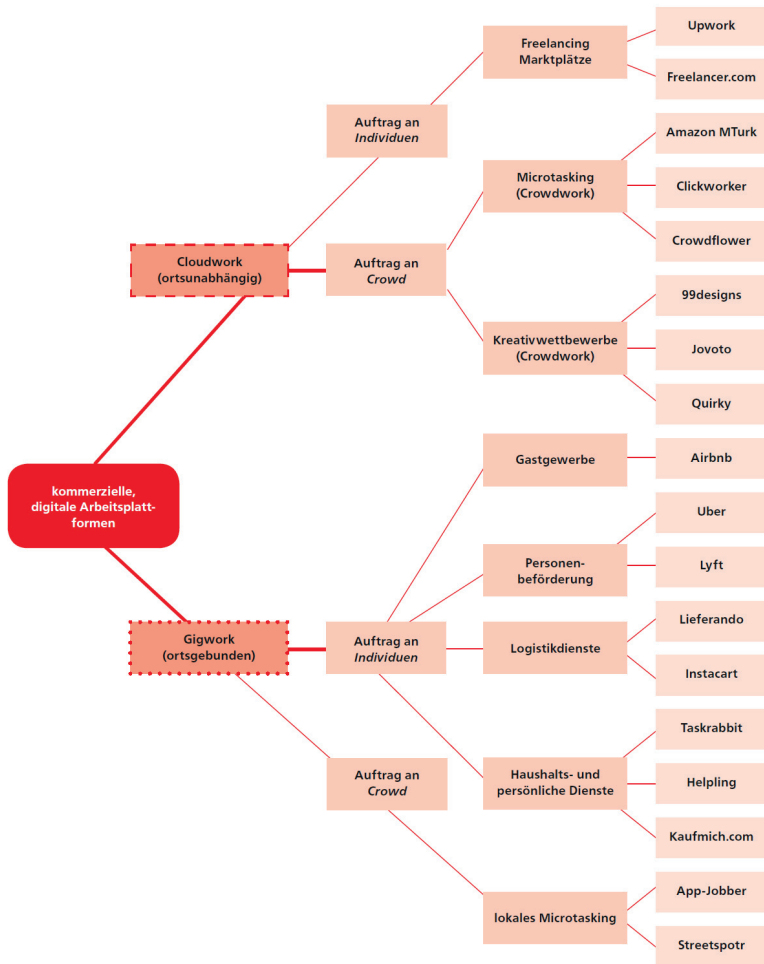 kommerzielle,
digitale Arbeitsplatt-
formen
Cloudwork
(ortsunabhängig)
Auftrag an
Individuen
Freelancing
Marktplätze
Upwork
Freelancer.com
Auftrag an
Crowd
Microtasking
(Crowdwork)
Amazon MTurk
Clickworker
Crowdflower
Kreativwettbewerbe
(Crowdwork)
99designs
Jovoto
Quirky
Gigwork
(ortsgebunden)
Auftrag an
Individuen
Gastgewerbe
Airbnb
Personen-
beförderung
Uber
Lyft
Logistikdienste
Lieferando
Instacart
Haushalts- und
persönliche Dienste
Taskrabbit
Helpling
Kaufmich.com
Auftrag an
Crowd
lokales Microtasking
App-Jobber
Streetspotr